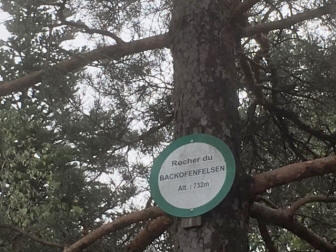 Rocher du
BACKOFENFELSEN
Alt. : 732m